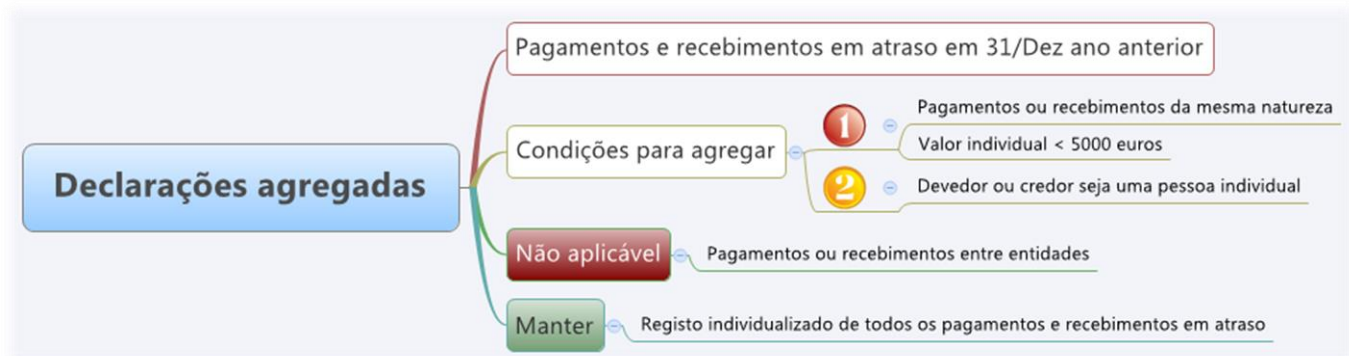 Declarações agregadas
Pagamentos e recebimentos em atraso em 31/Dez ano anterior
Condições para agregar
1
Pagamentos ou recebimentos da mesma natureza
Valor individual < 5000 euros
2
Devedor ou credor seja uma pessoa individual
Não aplicável
Pagamentos ou recebimentos entre entidades
Manter
Registo individualizado de todos os pagamentos e recebimentos em atraso